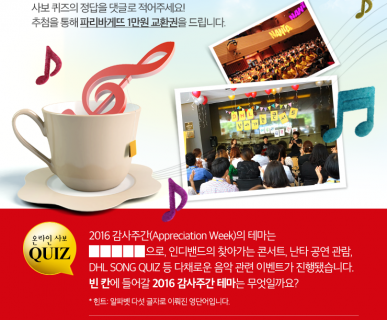 사보 퀴즈의 정답을 댓글로 적어주세요!
추첨을 통해 파리바게뜨 1만원 교환권을 드립니다.
온라인 사보
QUIZ
2016 감사주간(Appreciation Week)의 테마는
■■■■■으로, 인디밴드의 찾아가는 콘서트, 난타 공연 관람,
DHL SONG QUIZ 등 다채로운 음악 관련 이벤트가 진행됐습니다.
빈 칸에 들어갈 2016 감사주간 테마는 무엇일까요?
* 힌트: 알파벳 다섯 글자로 이뤄진 영단어입니다.